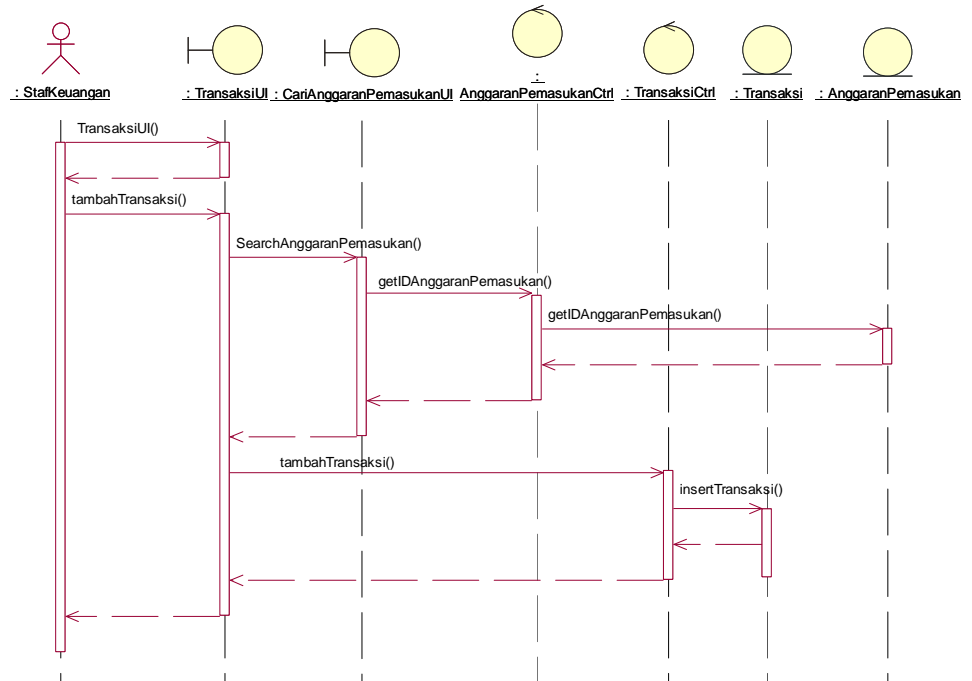 : StafKeuangan
: TransaksiUI
: CariAnggaranPemasukanUI
:
AnggaranPemasukanCtrl
: TransaksiCtrl
: Transaksi
: AnggaranPemasukan
TransaksiUI()
tambahTransaksi()
SearchAnggaranPemasukan()
getIDAnggaranPemasukan()
getIDAnggaranPemasukan()
tambahTransaksi()
insertTransaksi()